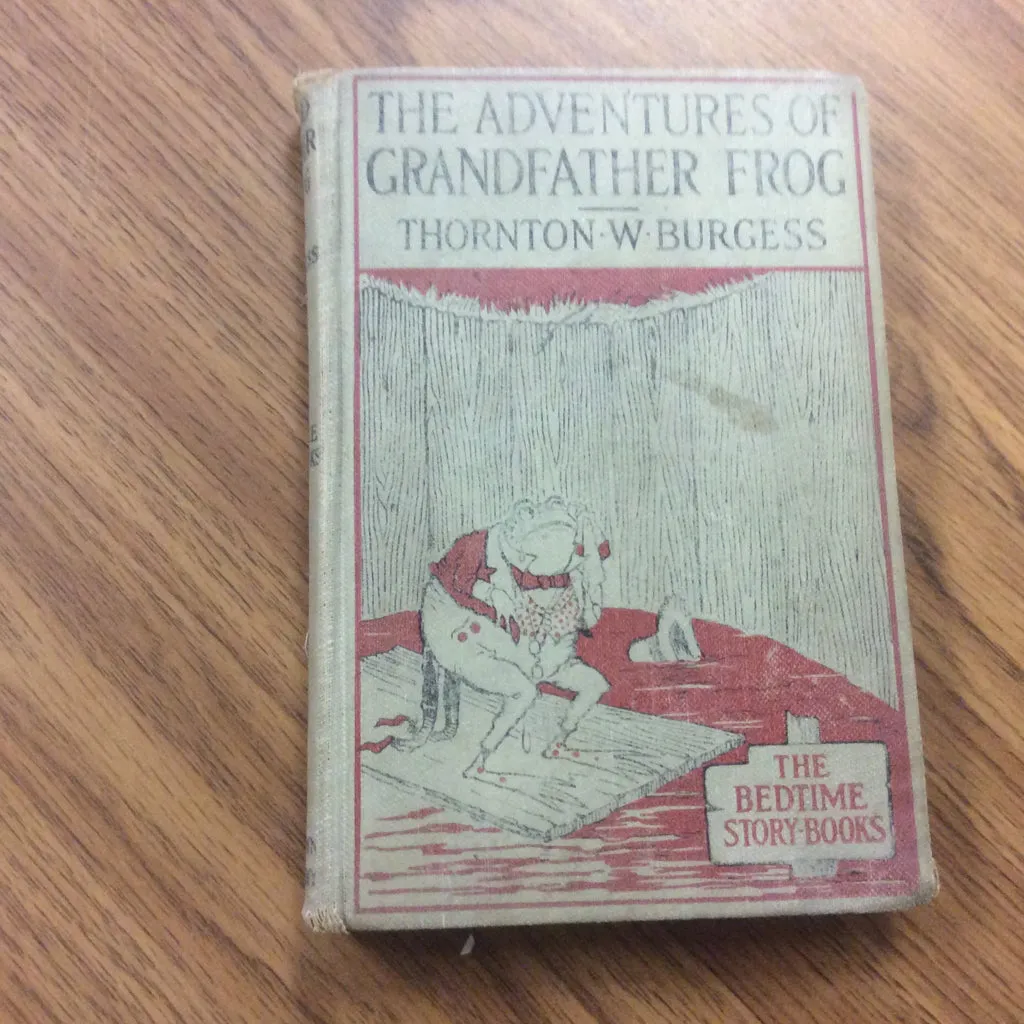 THE ADVENTURES OF
GRANDFATHER FROG
THORNTON·W·BURGESS
THE
BEDTIME
STORY-BOOKS